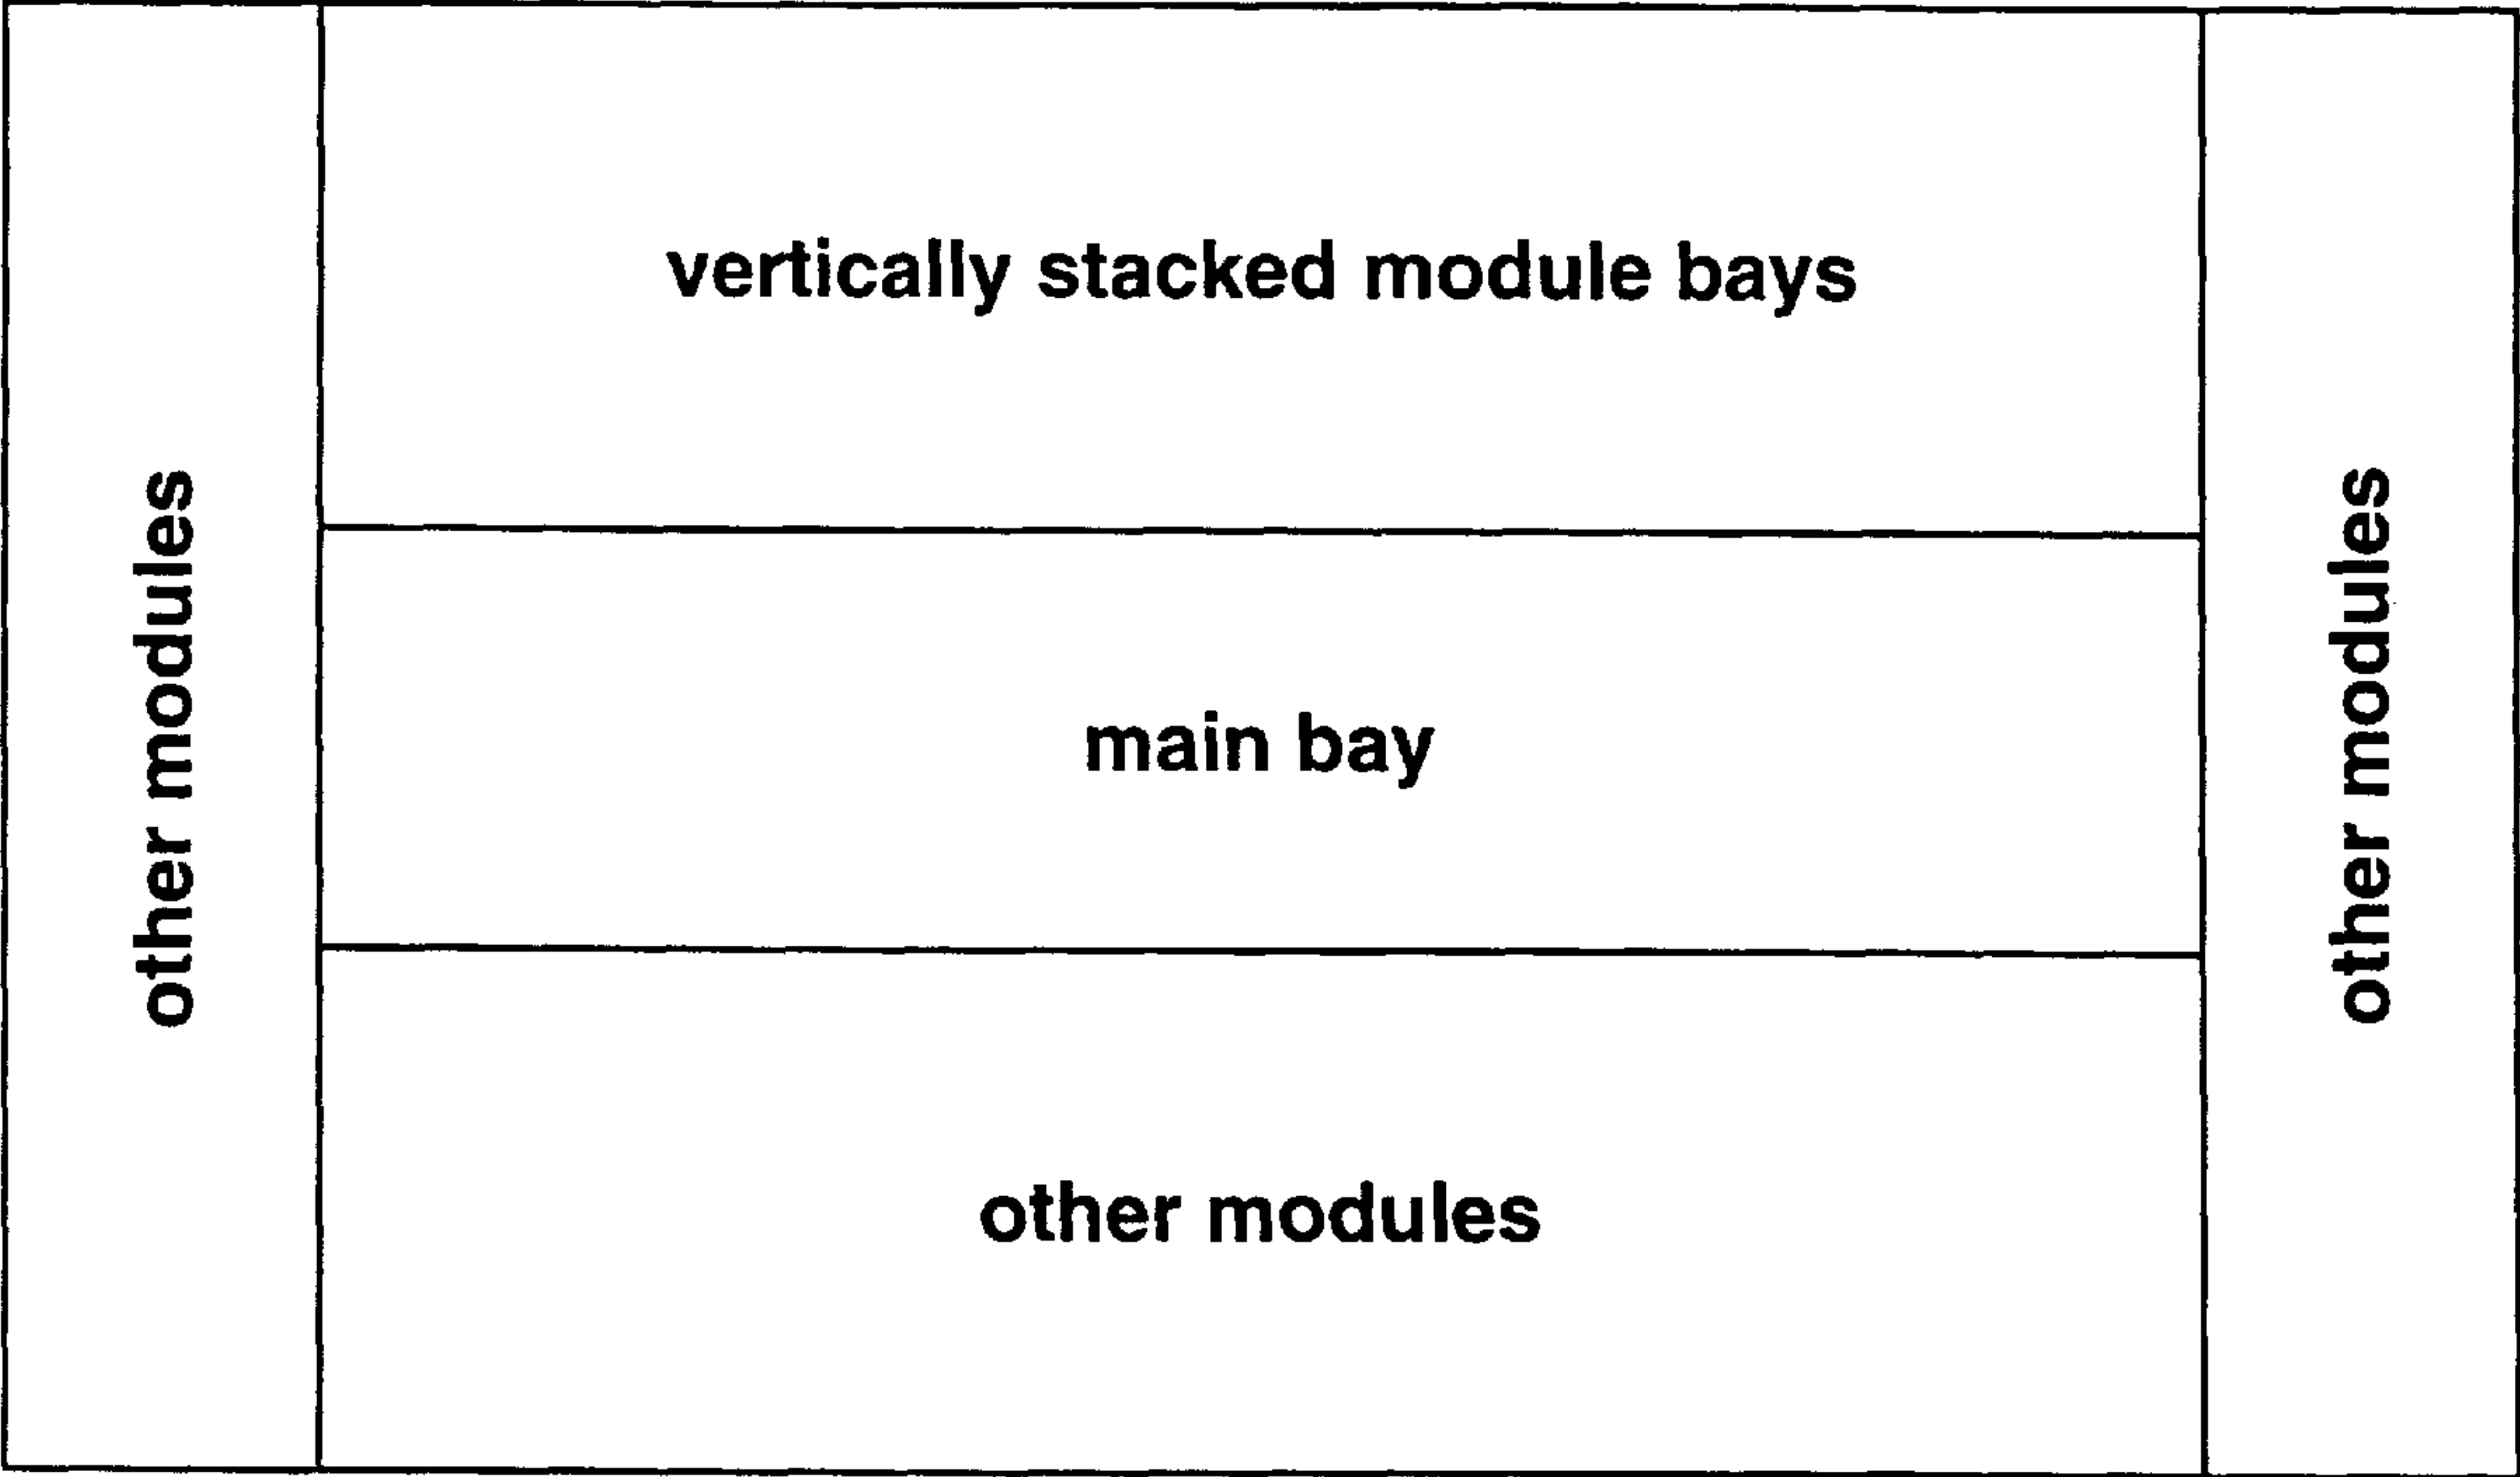 other modules
vertically stacked module bays
main bay
other modules
other modules